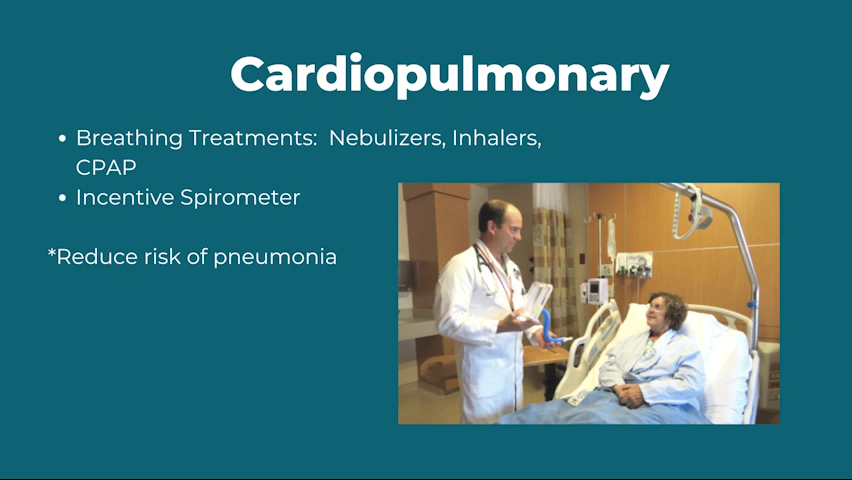 Cardiopulmonary
• Breathing Treatments:  Nebulizers, Inhalers,
CPAP
• Incentive Spirometer
*Reduce risk of pneumonia